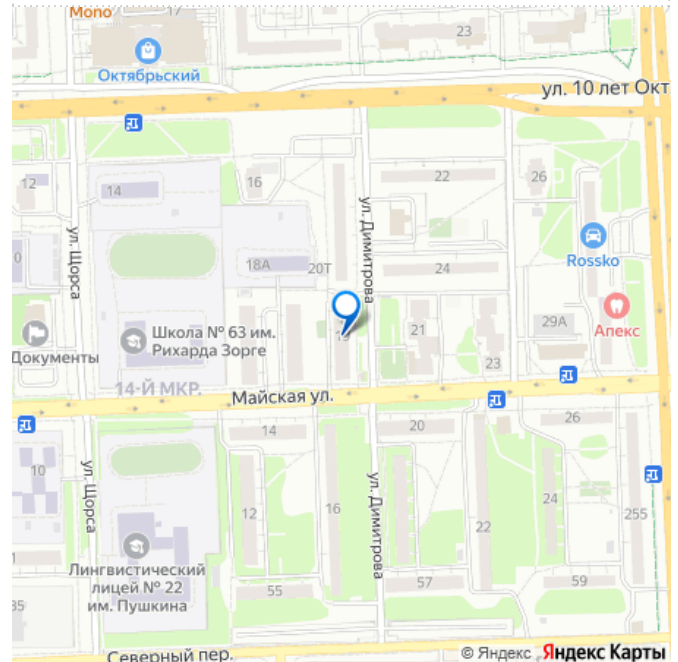 Mono
17
23
Октябрьский
ул. 10 лет Окт
12
14
16
22
26
ул. Щорса
ул. Димитрова
0
18А
20Т
24
Rossko
Документы
Школа № 63 им.
Рихарда Зорге
19
21
23
29А
Апекс
14-Й МКР.
Майская ул.
14
20
26
10
ул. Щорса
12
16
ул. Димитрова
22
24
255
1
Лингвистический
лицей № 22
им. Пушкина
55
57
59
35
Северный пер.
© Яндекс Яндекс Карты